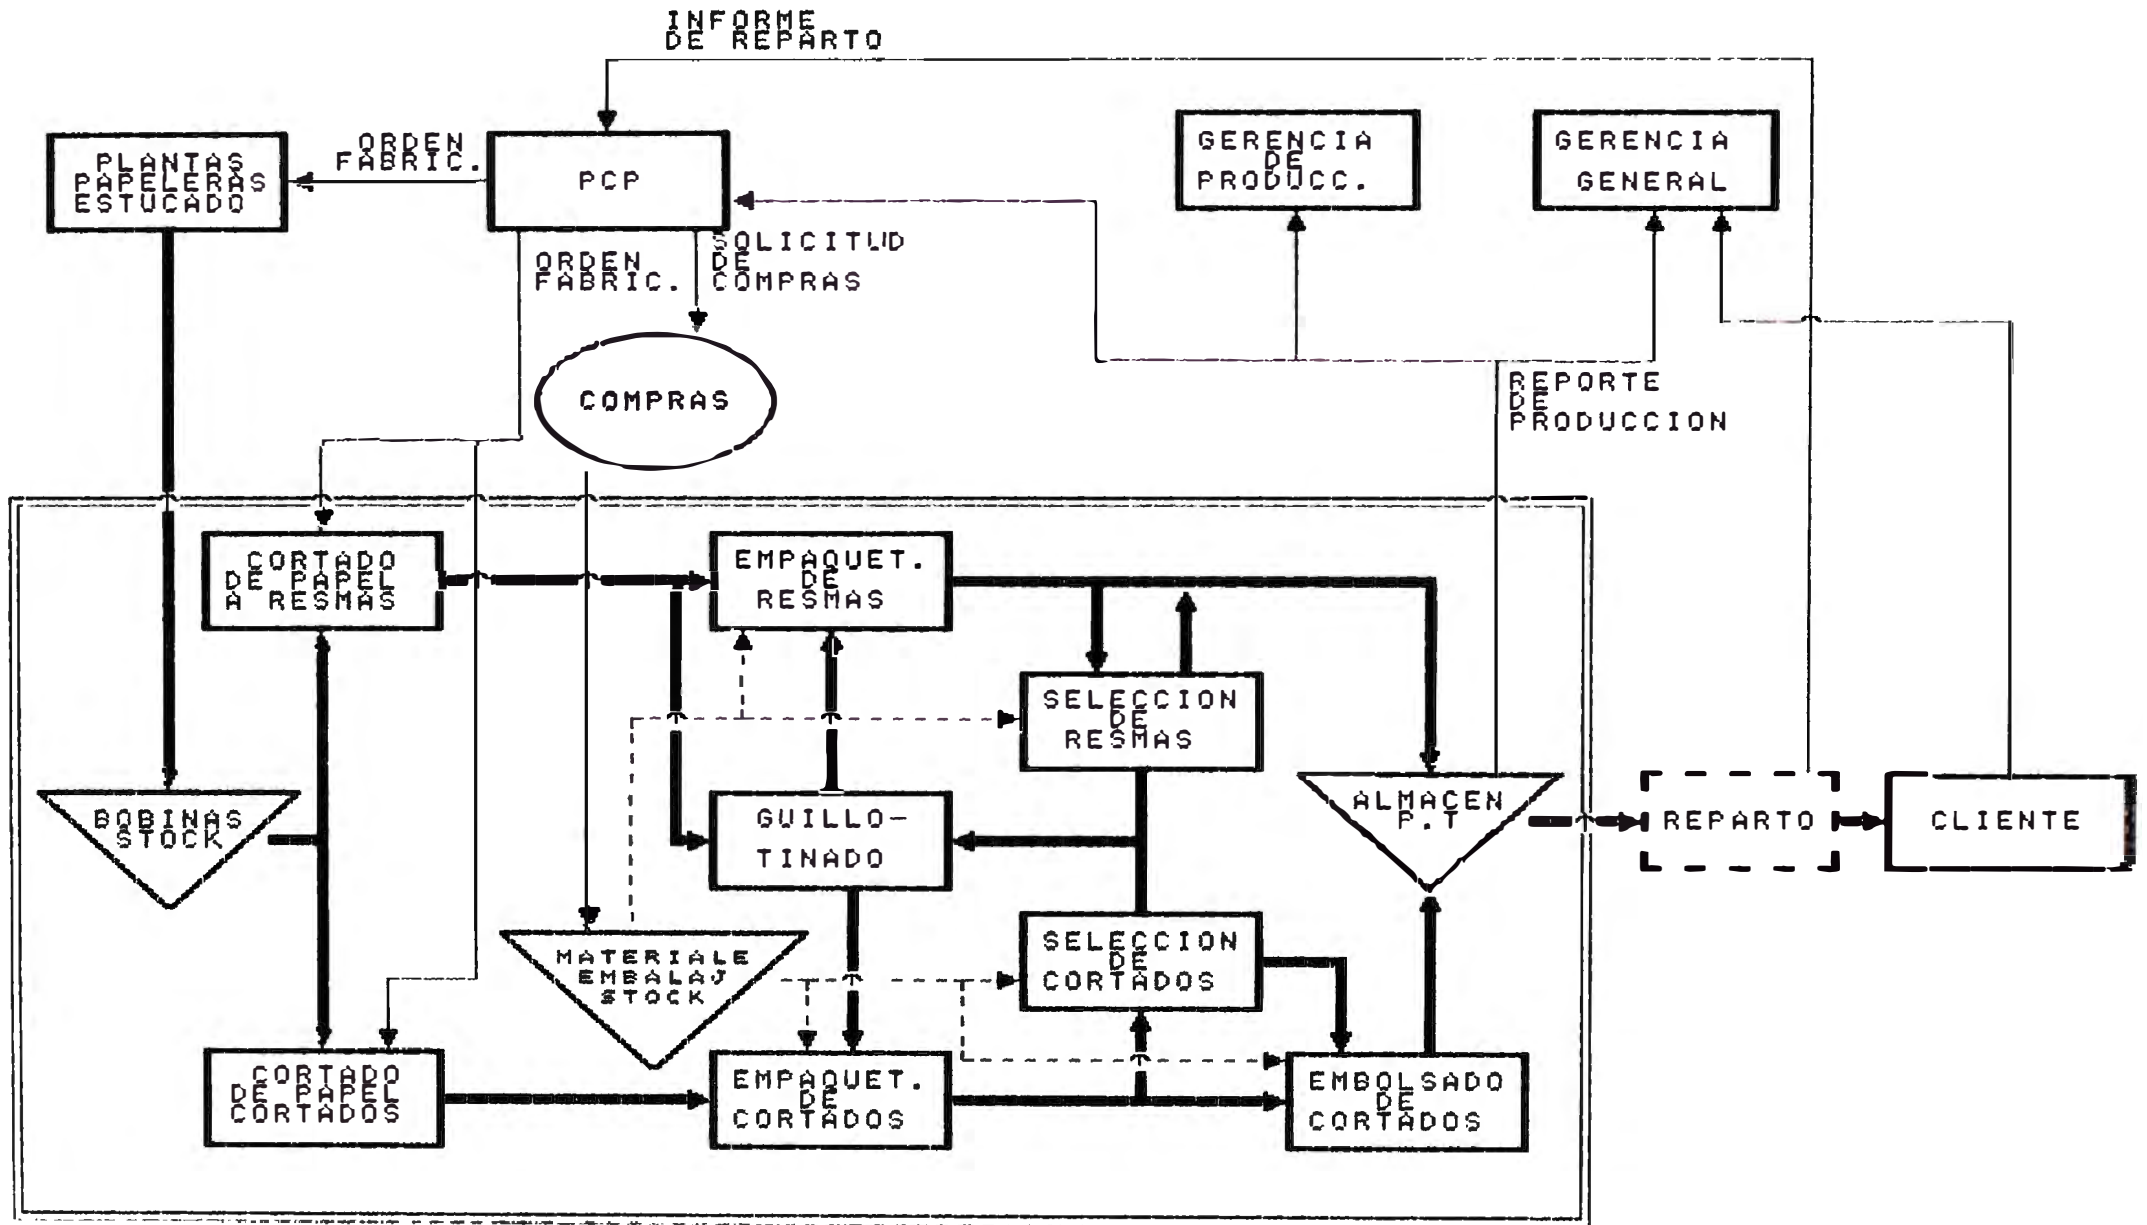 INFORME
DE REPARTO
PLANTAS
PAPELERAS
ESTUCADO
ORDEN
FABRIC.
PCP
GERENCIA
DE
PRODUCC.
GERENCIA
GENERAL
ORDEN
FABRIC.
SOLICITUD
DE
COMPRAS
COMPRAS
REPORTE
DE
PRODUCCION
CORTADO
DE PAPEL
A RESMAS
EMPAQUET.
DE
RESMAS
SELECCION
DE
RESMAS
BOBINAS
STOCK
GUILLO-
TINADO
ALMACEN
P.T
REPARTO
CLIENTE
MATERIALE
EMBALAJ
STOCK
SELECCION
DE
CORTADOS
CORTADO
DE PAPEL
CORTADOS
EMPAQUET.
DE
CORTADOS
EMBOLSADO
DE
CORTADOS